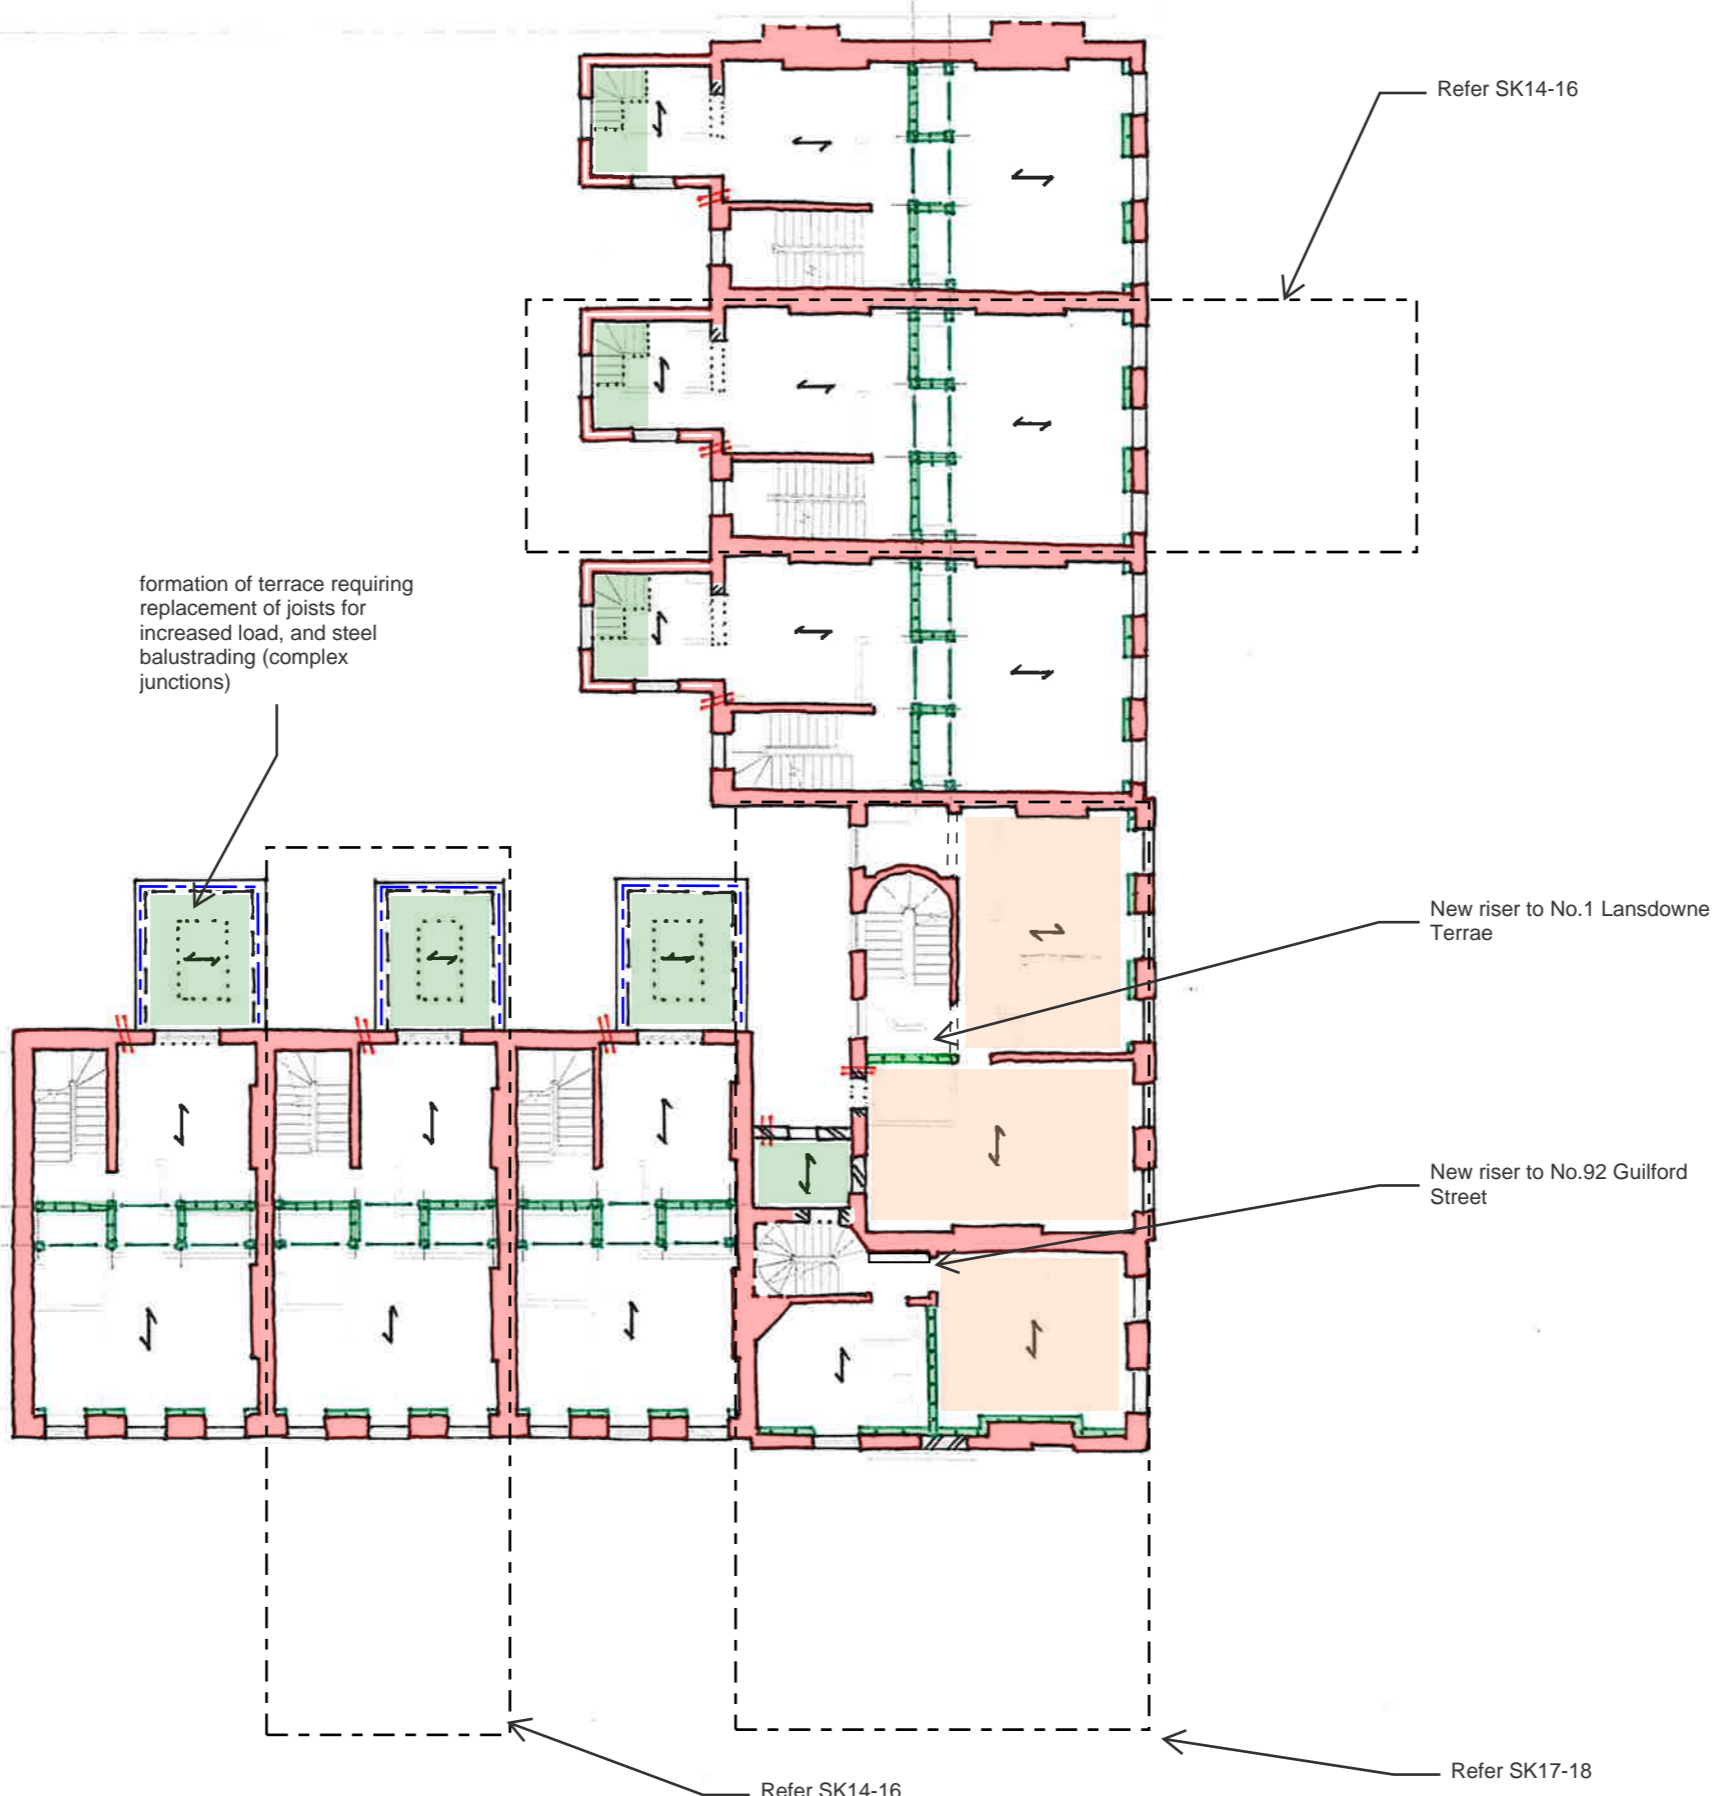 Refer SK14-16
formation of terrace requiring
replacement of joists for
increased load, and steel
balustrading (complex
junctions)
New riser to No.1 Lansdowne
Terrae
New riser to No.92 Guilford
Street
Refer SK17-18
Refer SK14-16